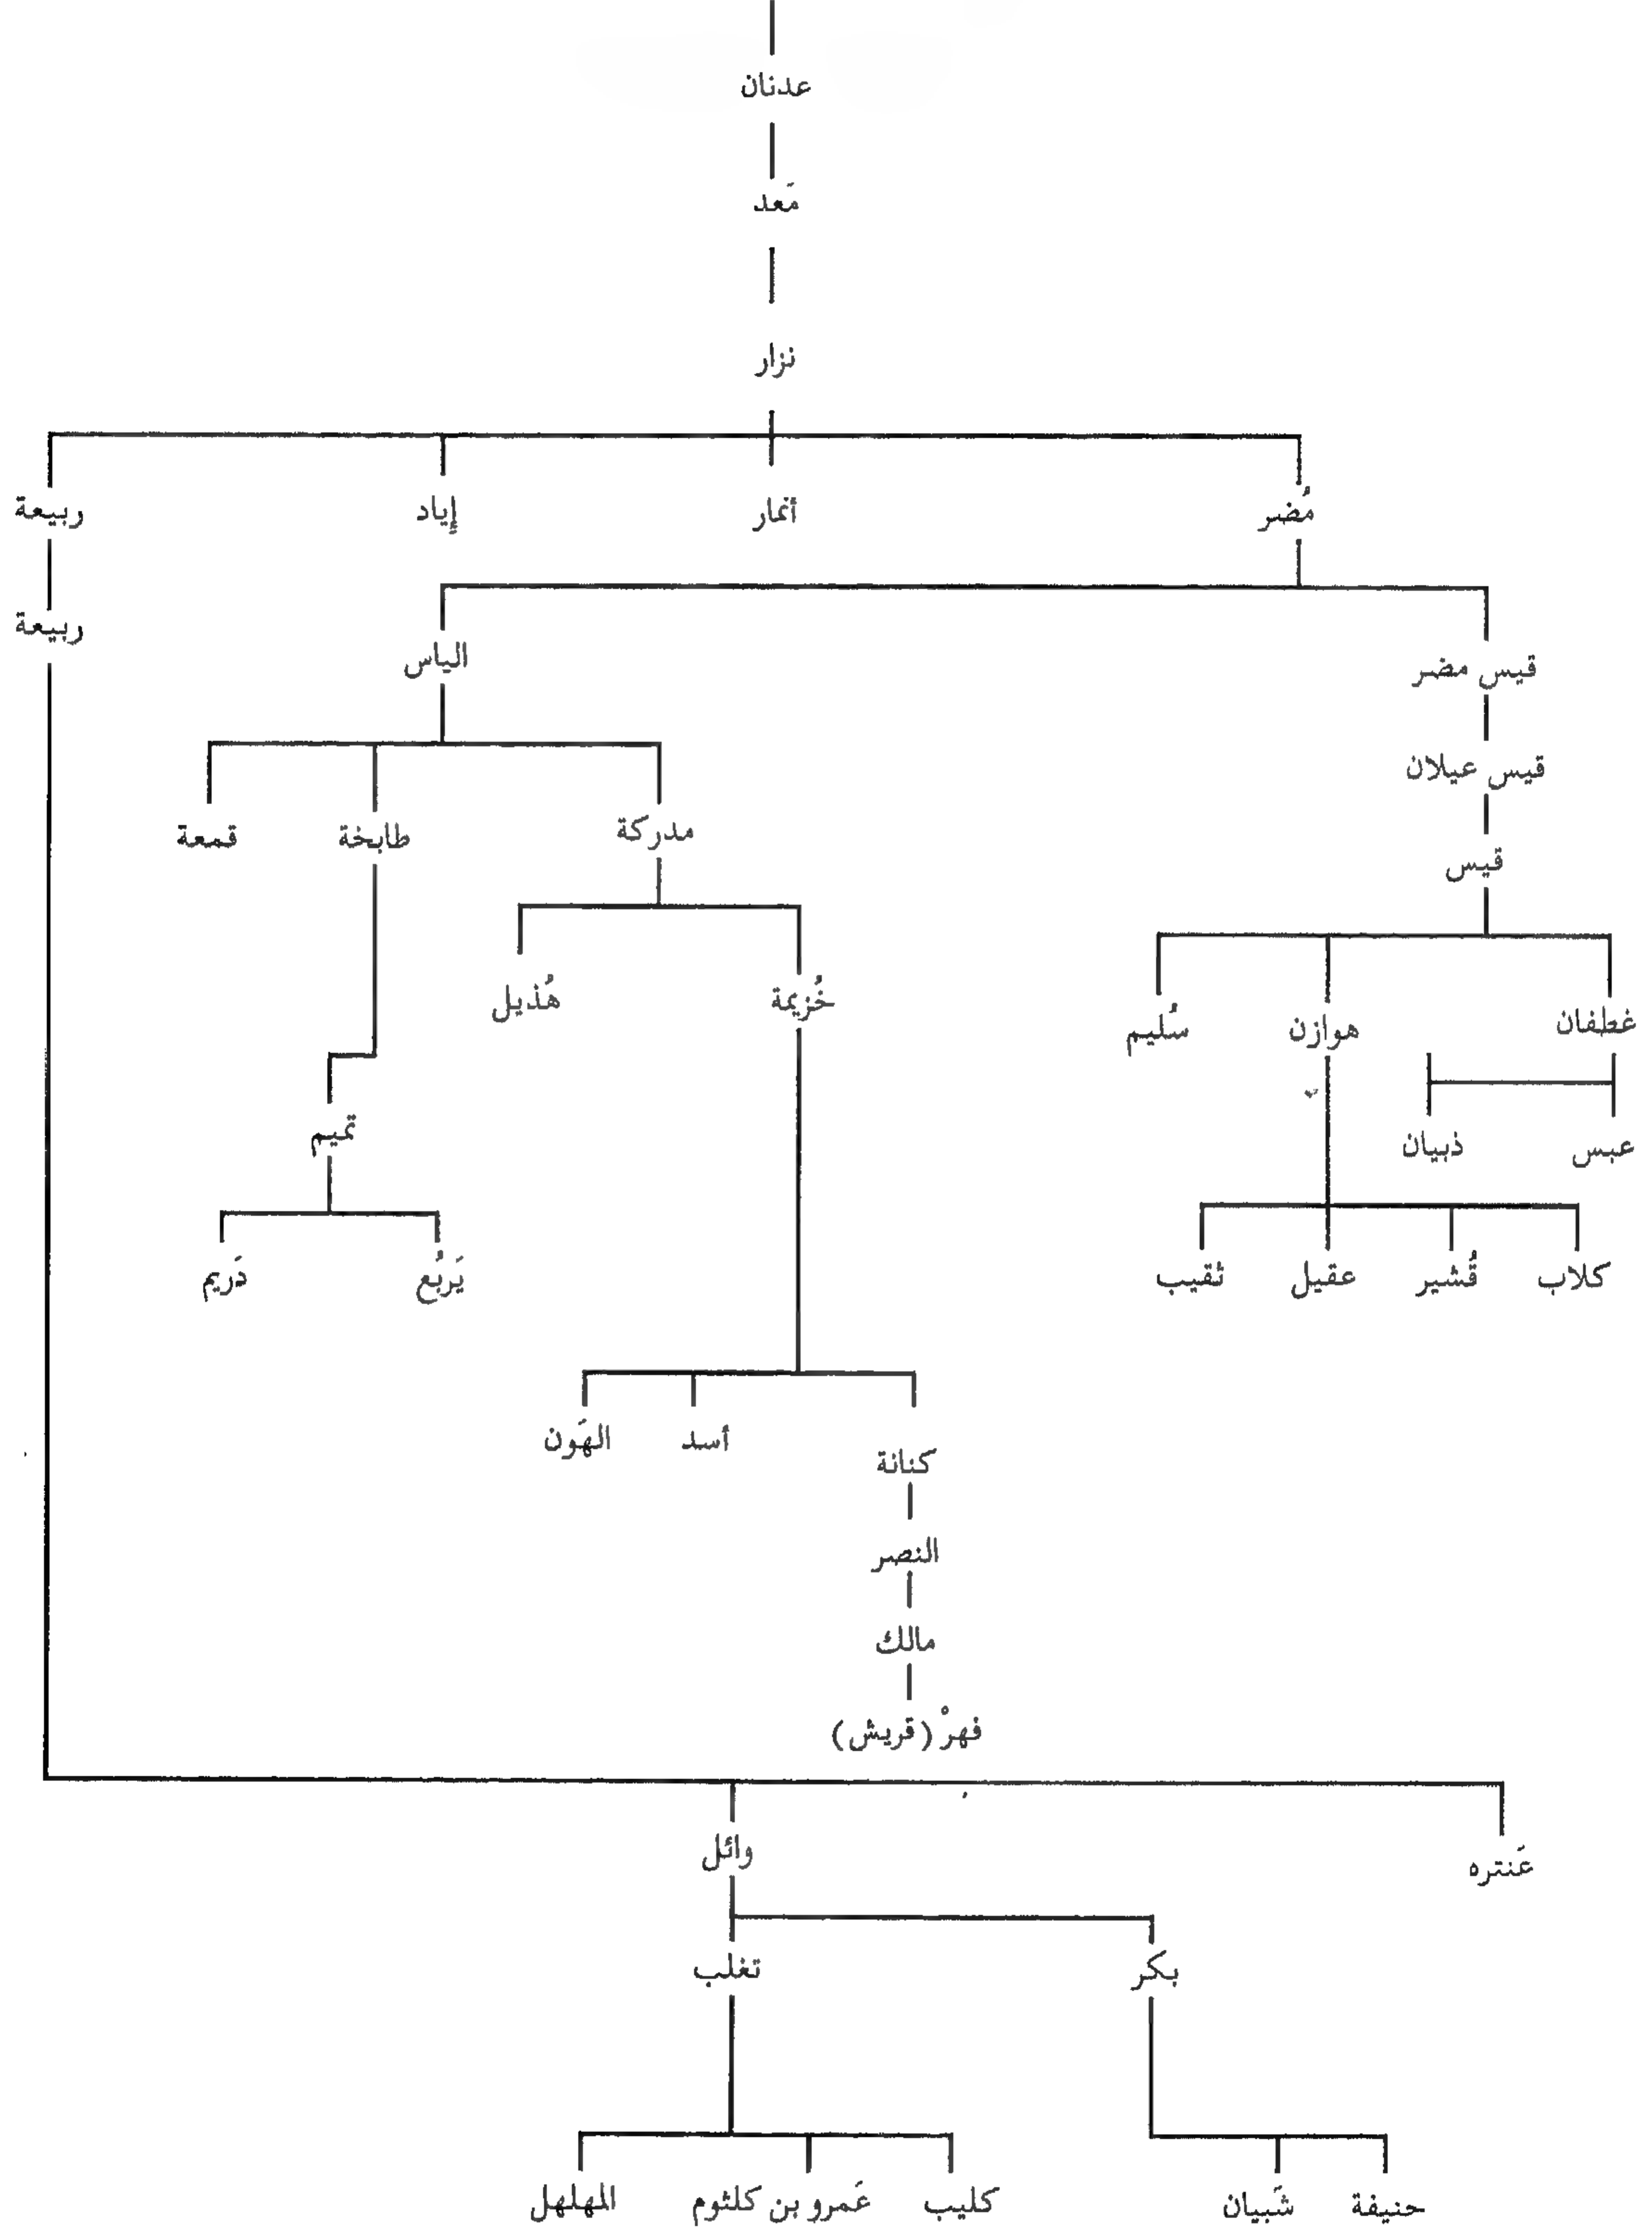 عدنان
مَعد
نزار
مُضر أنمار إياد ربيعة
ربيعة
الياس قيس مضر
قيس عيلان
مدركة طابخة قمعة
قيس
غطفان هوازن سُليم خُزيمة هُذيل
عبس ذبيان تميم
كلاب قُشير عقيل ثقيب يَربُع دَريم
كنانة أسد الهَون
النصر
مالك
فهرْ (قريش)
عَنتره وائل
بكر تغلب
حنيفة شَبيان كليب عَمرو بن كلثوم المهلهل